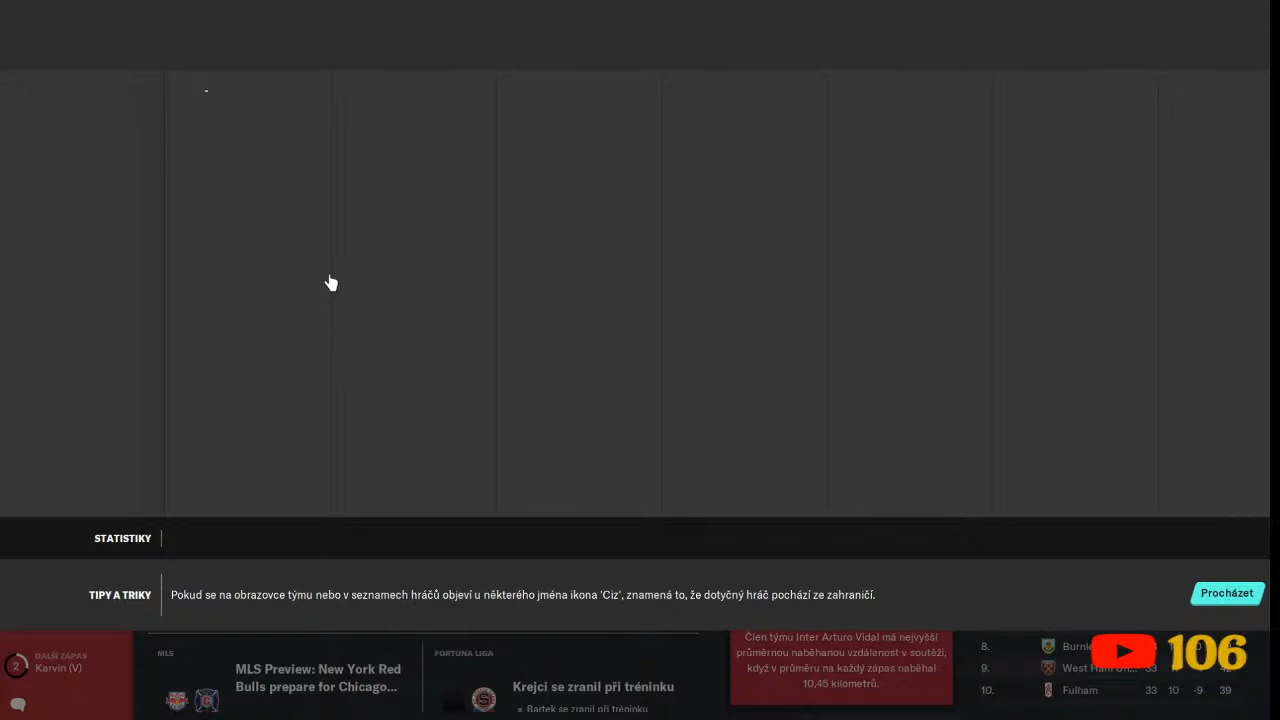 -
STATISTIKY
TIPY A TRIKY
Pokud se na obrazovce týmu nebo v seznamech hráčů objeví u některého jména ikona 'Ciz', znamená to, že dotyčný hráč pochází ze zahraničí.
Procházet
2
DALŠÍ ZÁPAS
Karvin (V)
MLS
MLS Preview: New York Red
Bulls prepare for Chicago...
FORTUNA LIGA
Krejci se zranil při tréninku
Bartek se zranil při tréninku
Člen týmu Inter Arturo Vidal má nejvyšší
průměrnou naběhanou vzdálenost v soutěži,
když v průměru na každý zápas naběhal
10,45 kilometrů.
8.
9. West Ham 33
10. Fulham 33 10 -9 39
106